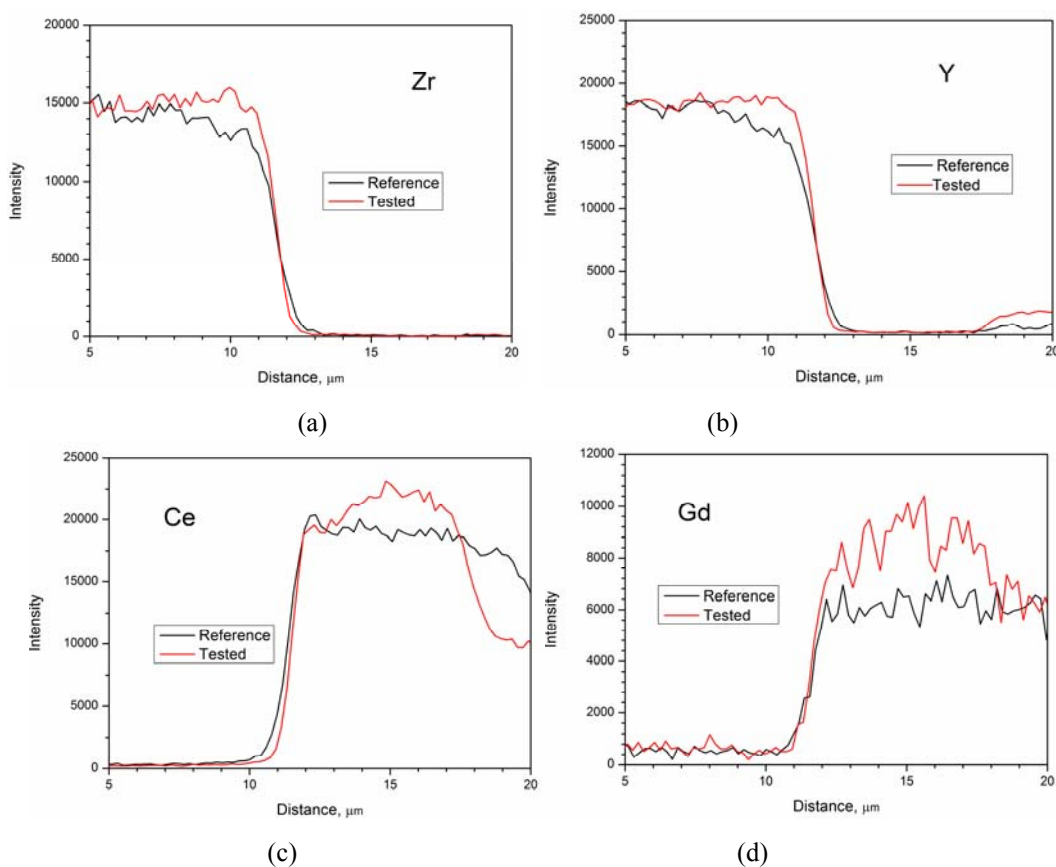 Zr
20000
15000
10000
5000
0
Intensity
Reference
Tested
5 10 15 20
Distance, μm
(a)
Y
25000
20000
15000
10000
5000
0
Intensity
Reference
Tested
5 10 15 20
Distance, μm
(b)
Ce
25000
20000
15000
10000
5000
0
Intensity
Reference
Tested
5 10 15 20
Distance, μm
(c)
Gd
12000
10000
8000
6000
4000
2000
0
Intensity
Reference
Tested
5 10 15 20
Distance, μm
(d)